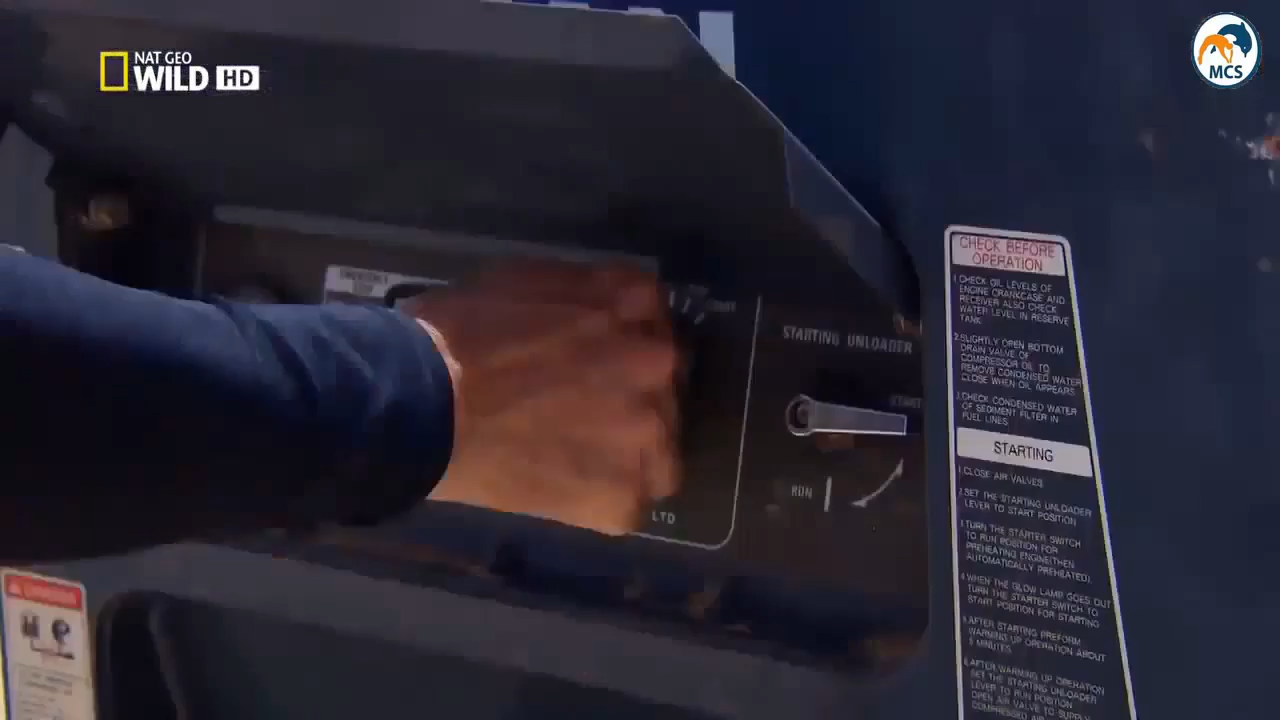 NAT GEO
WILD HD
MCS
EMERGENCY
STARTING UNLOADER
START
RUN
LTD
CHECK BEFORE
OPERATION
1.CHECK OIL LEVELS OF
ENGINE CRANKCASE AND
RECEIVER ALSO CHECK
WATER LEVEL IN RESERVE
TANK.
2.SLIGHTLY OPEN BOTTOM
DRAIN VALVE OF
COMPRESSOR OIL TO
REMOVE CONDENSED WATER
CLOSE WHEN OIL APPEARS
3.CHECK CONDENSED WATER
OF SEDIMENT FILTER IN
FUEL LINES
STARTING
1.CLOSE AIR VALVES
2.SET THE STARTING UNLOADER
LEVER TO START POSITION
3.TURN THE STARTER SWITCH
TO RUN POSITION FOR
PREHEATING ENGINE(THEN
AUTOMATICALLY PREHEATED).
4.WHEN THE GLOW LAMP GOES OUT
TURN THE STARTER SWITCH TO
START POSITION FOR STARTING
5.AFTER STARTING PREFORM
WARMING UP OPERATION ABOUT
5 MINUTES.
6.AFTER WARMING UP OPERATION
SET THE STARTING UNLOADER
LEVER TO RUN POSITION
OPEN AIR VALVE TO SUPPLY
COMPRESSED AIR